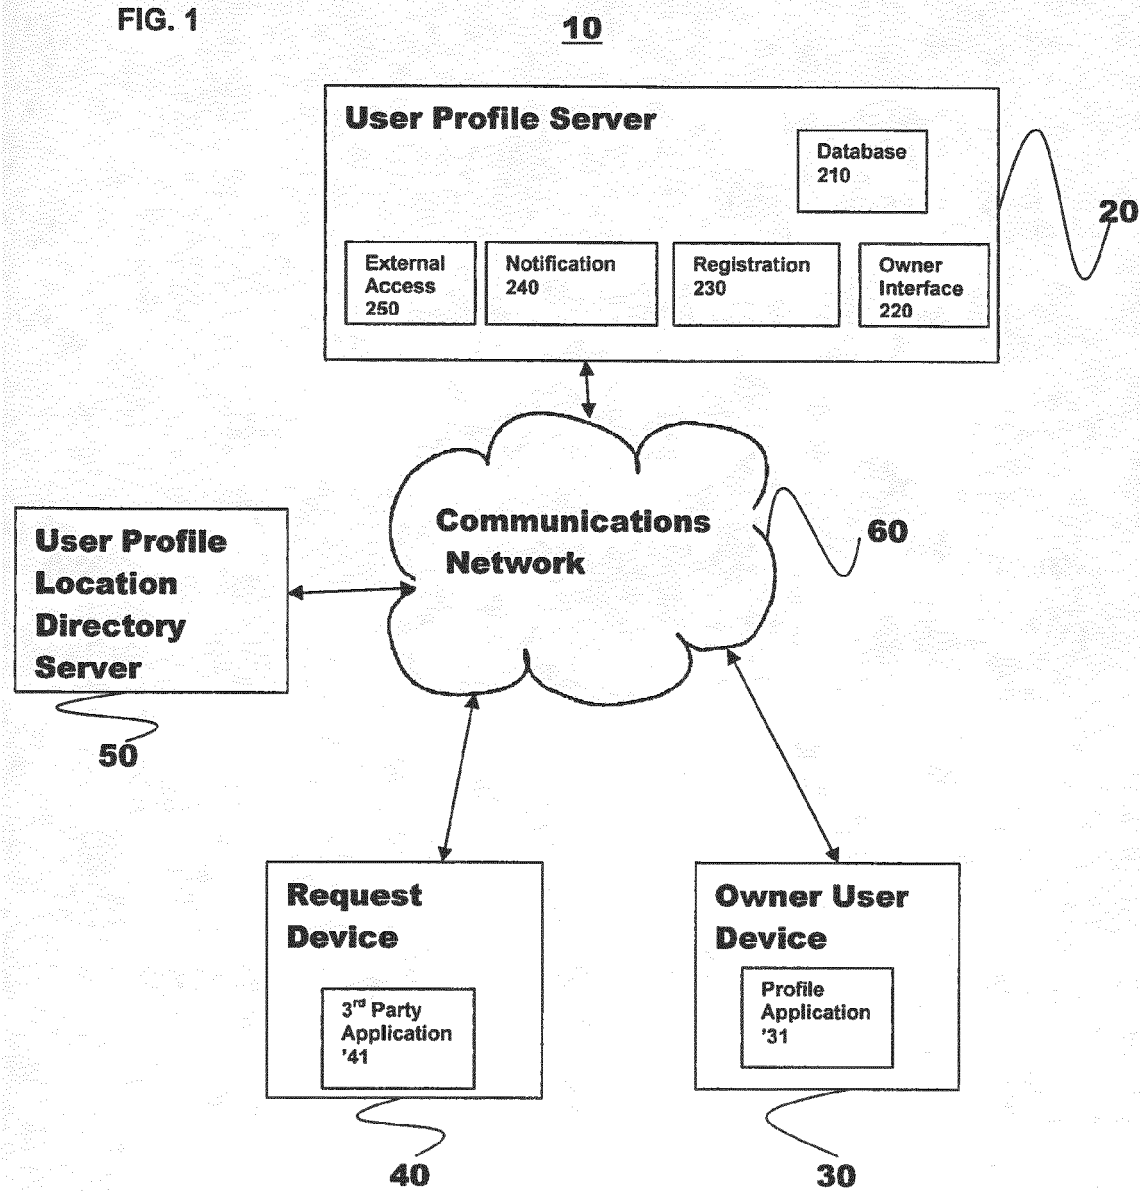 FIG. 1
10
User Profile Server
Database
210
20
External
Access
250
Notification
240
Registration
230
Owner
Interface
220
Communications
Network
60
User Profile
Location
Directory
Server
50
Request
Device
3rd Party
Application
'41
40
Owner User
Device
Profile
Application
'31
30